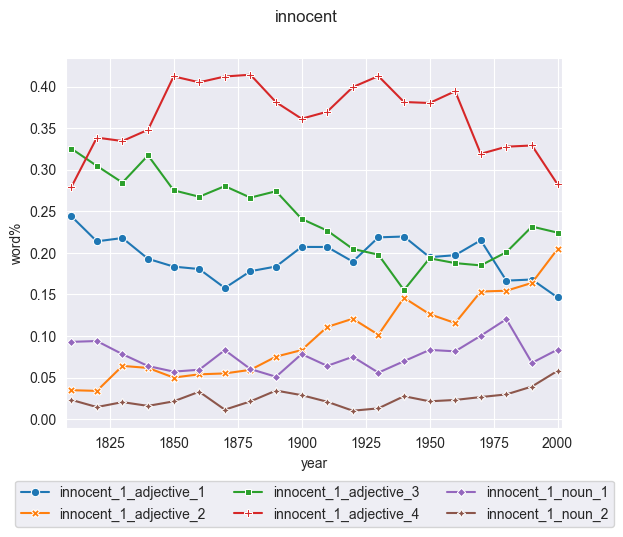 innocent
0.40
0.35
0.30
0.25
0.20
0.15
0.10
0.05
0.00
word%
1825 1850 1875 1900 1925 1950 1975 2000
year
innocent_1_adjective_1 innocent_1_adjective_3 innocent_1_noun_1
innocent_1_adjective_2 innocent_1_adjective_4 innocent_1_noun_2